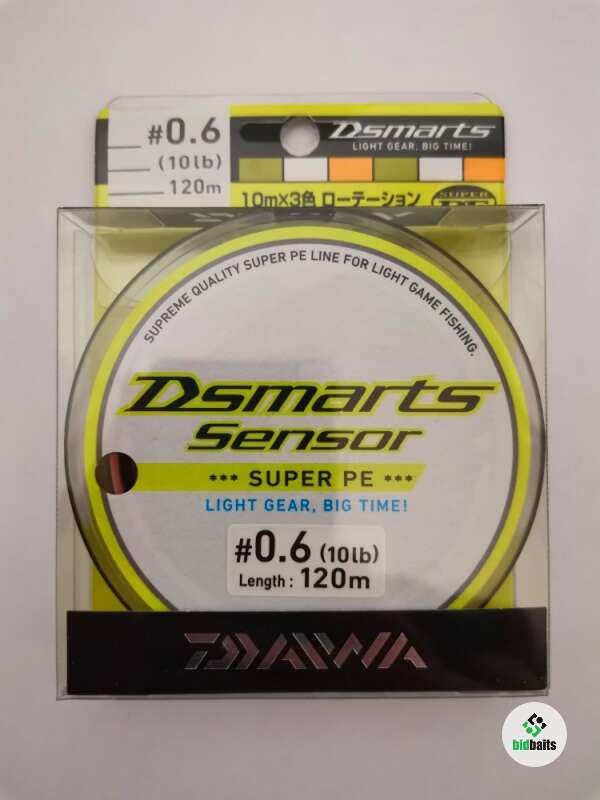 #0.6
(10lb)
120m
Dsmarts
LIGHT GEAR, BIG TIME!
10m×3色 ローテーション
SUPER
PE
DAIWA
SUPREME QUALITY SUPER PE LINE FOR LIGHT GAME FISHING.
Dsmarts
Sensor
*** SUPER PE ***
LIGHT GEAR, BIG TIME!
#0.6 (10lb)
Length : 120m
DAIWA
bidbaits